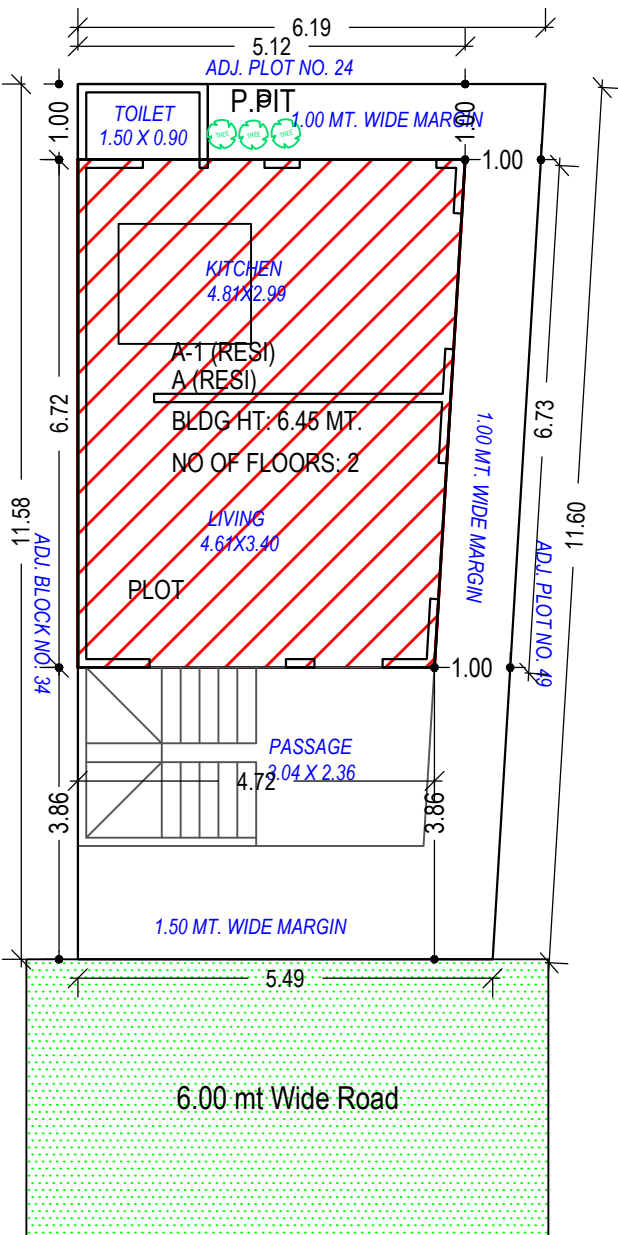 6.19
5.12
ADJ. PLOT NO. 24
1.00
TOILET
1.50 X 0.90
P.PIT
P
1.00 MT. WIDE MARGIN
1.00
TREE
TREE
TREE
1.00
KITCHEN
4.81X2.99
A-1 (RESI)
A (RESI)
BLDG HT: 6.45 MT.
NO OF FLOORS: 2
6.72
6.73
11.58
11.60
1.00 MT. WIDE MARGIN
LIVING
4.61X3.40
ADJ. BLOCK NO. 34
ADJ. PLOT NO. 49
PLOT
1.00
PASSAGE
3.04 X 2.36
4.72
3.86
3.86
1.50 MT. WIDE MARGIN
5.49
6.00 mt Wide Road